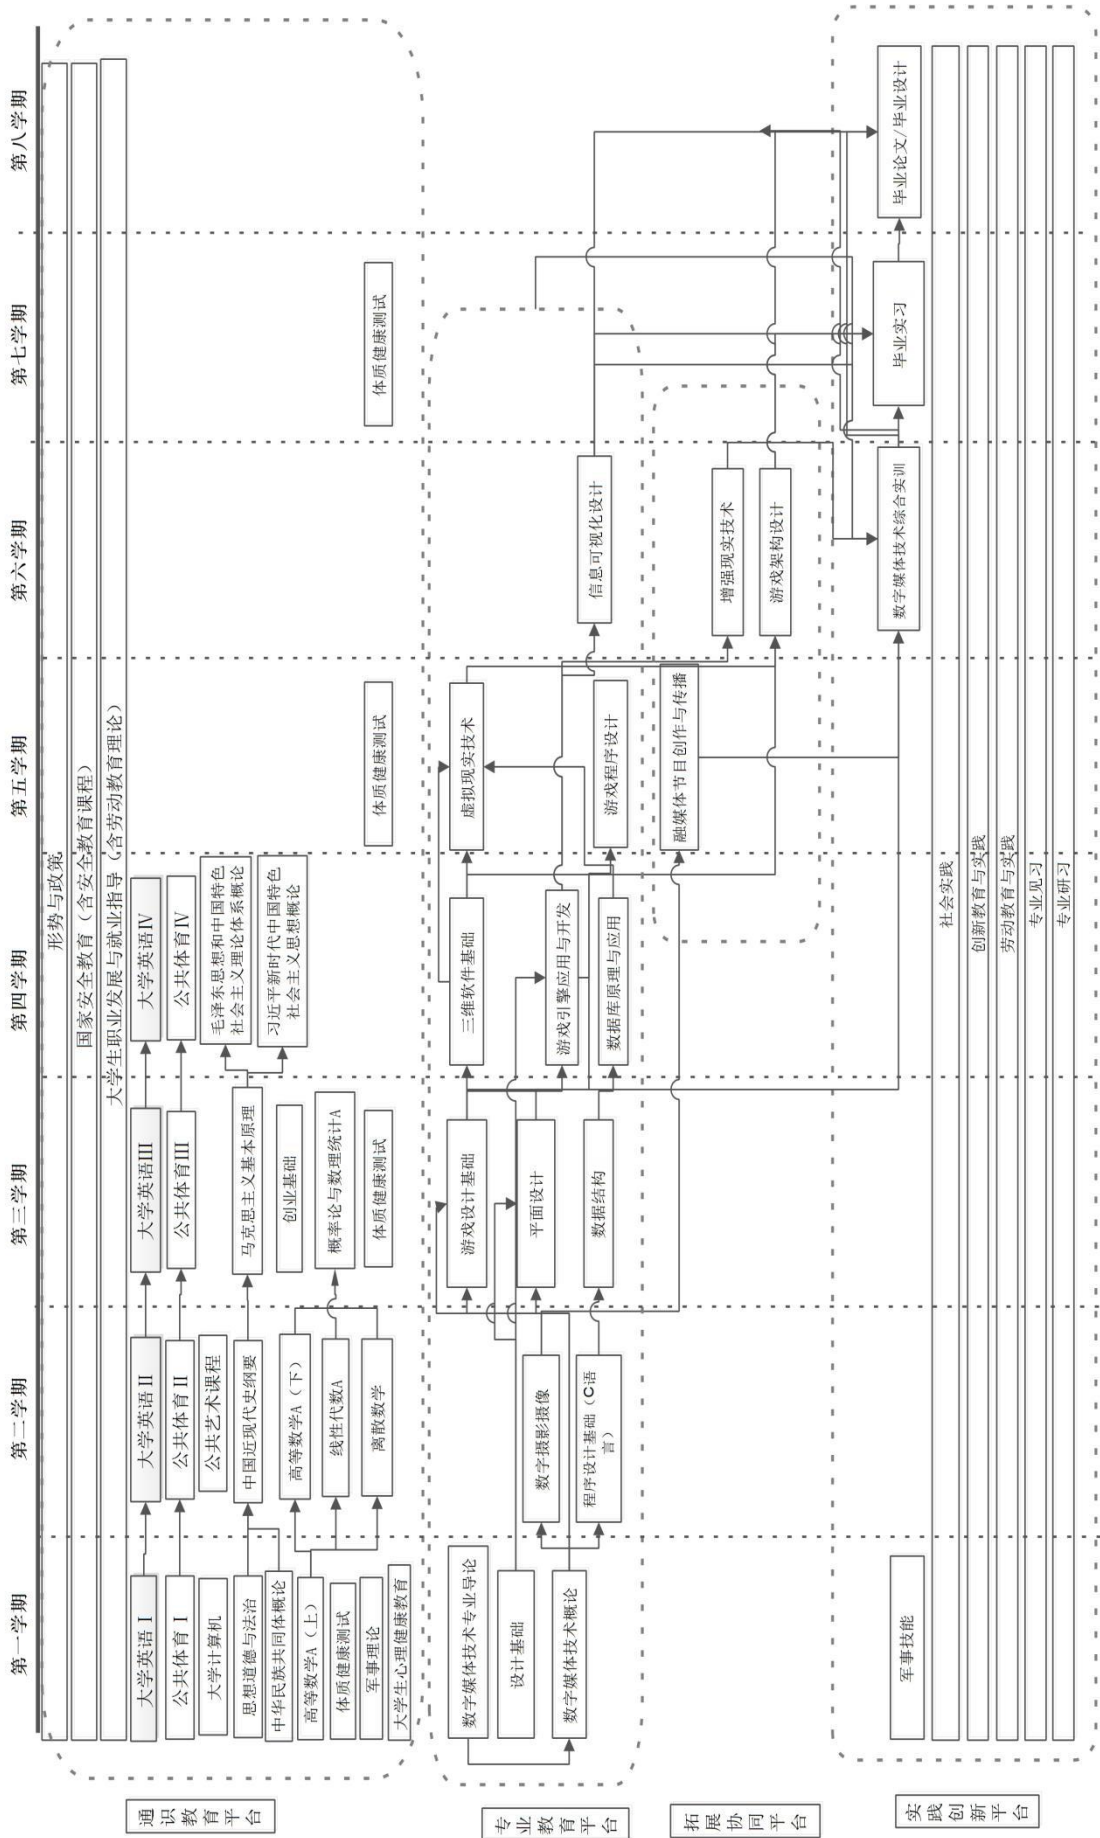 第一学期
第二学期
第三学期
第四学期
第五学期
第六学期
第七学期
第八学期
通识教育平台
形势与政策
国家安全教育（含安全教育课程）
大学生职业发展与就业指导（含劳动教育理论）
大学英语Ⅰ
大学英语Ⅱ
大学英语Ⅲ
大学英语Ⅳ
公共体育Ⅰ
公共体育Ⅱ
公共体育Ⅲ
公共体育Ⅳ
大学计算机
公共艺术课程
思想道德与法治
中国近现代史纲要
马克思主义基本原理
毛泽东思想和中国特色
社会主义理论体系概论
习近平新时代中国特色
社会主义思想概论
中华民族共同体概论
创业基础
高等数学A（上）
高等数学A（下）
线性代数A
离散数学
概率论与数理统计A
体质健康测试
体质健康测试
体质健康测试
体质健康测试
军事理论
大学生心理健康教育
专业教育平台
数字媒体技术专业导论
设计基础
数字媒体技术概论
数字摄影摄像
程序设计基础（C语
言）
游戏设计基础
平面设计
数据结构
三维软件基础
游戏引擎应用与开发
数据库原理与应用
虚拟现实技术
游戏程序设计
信息可视化设计
拓展协同平台
融媒体节目创作与传播
增强现实技术
游戏架构设计
实践创新平台
军事技能
数字媒体技术综合实训
毕业实习
毕业论文/毕业设计
社会实践
创新教育与实践
劳动教育与实践
专业见习
专业研习